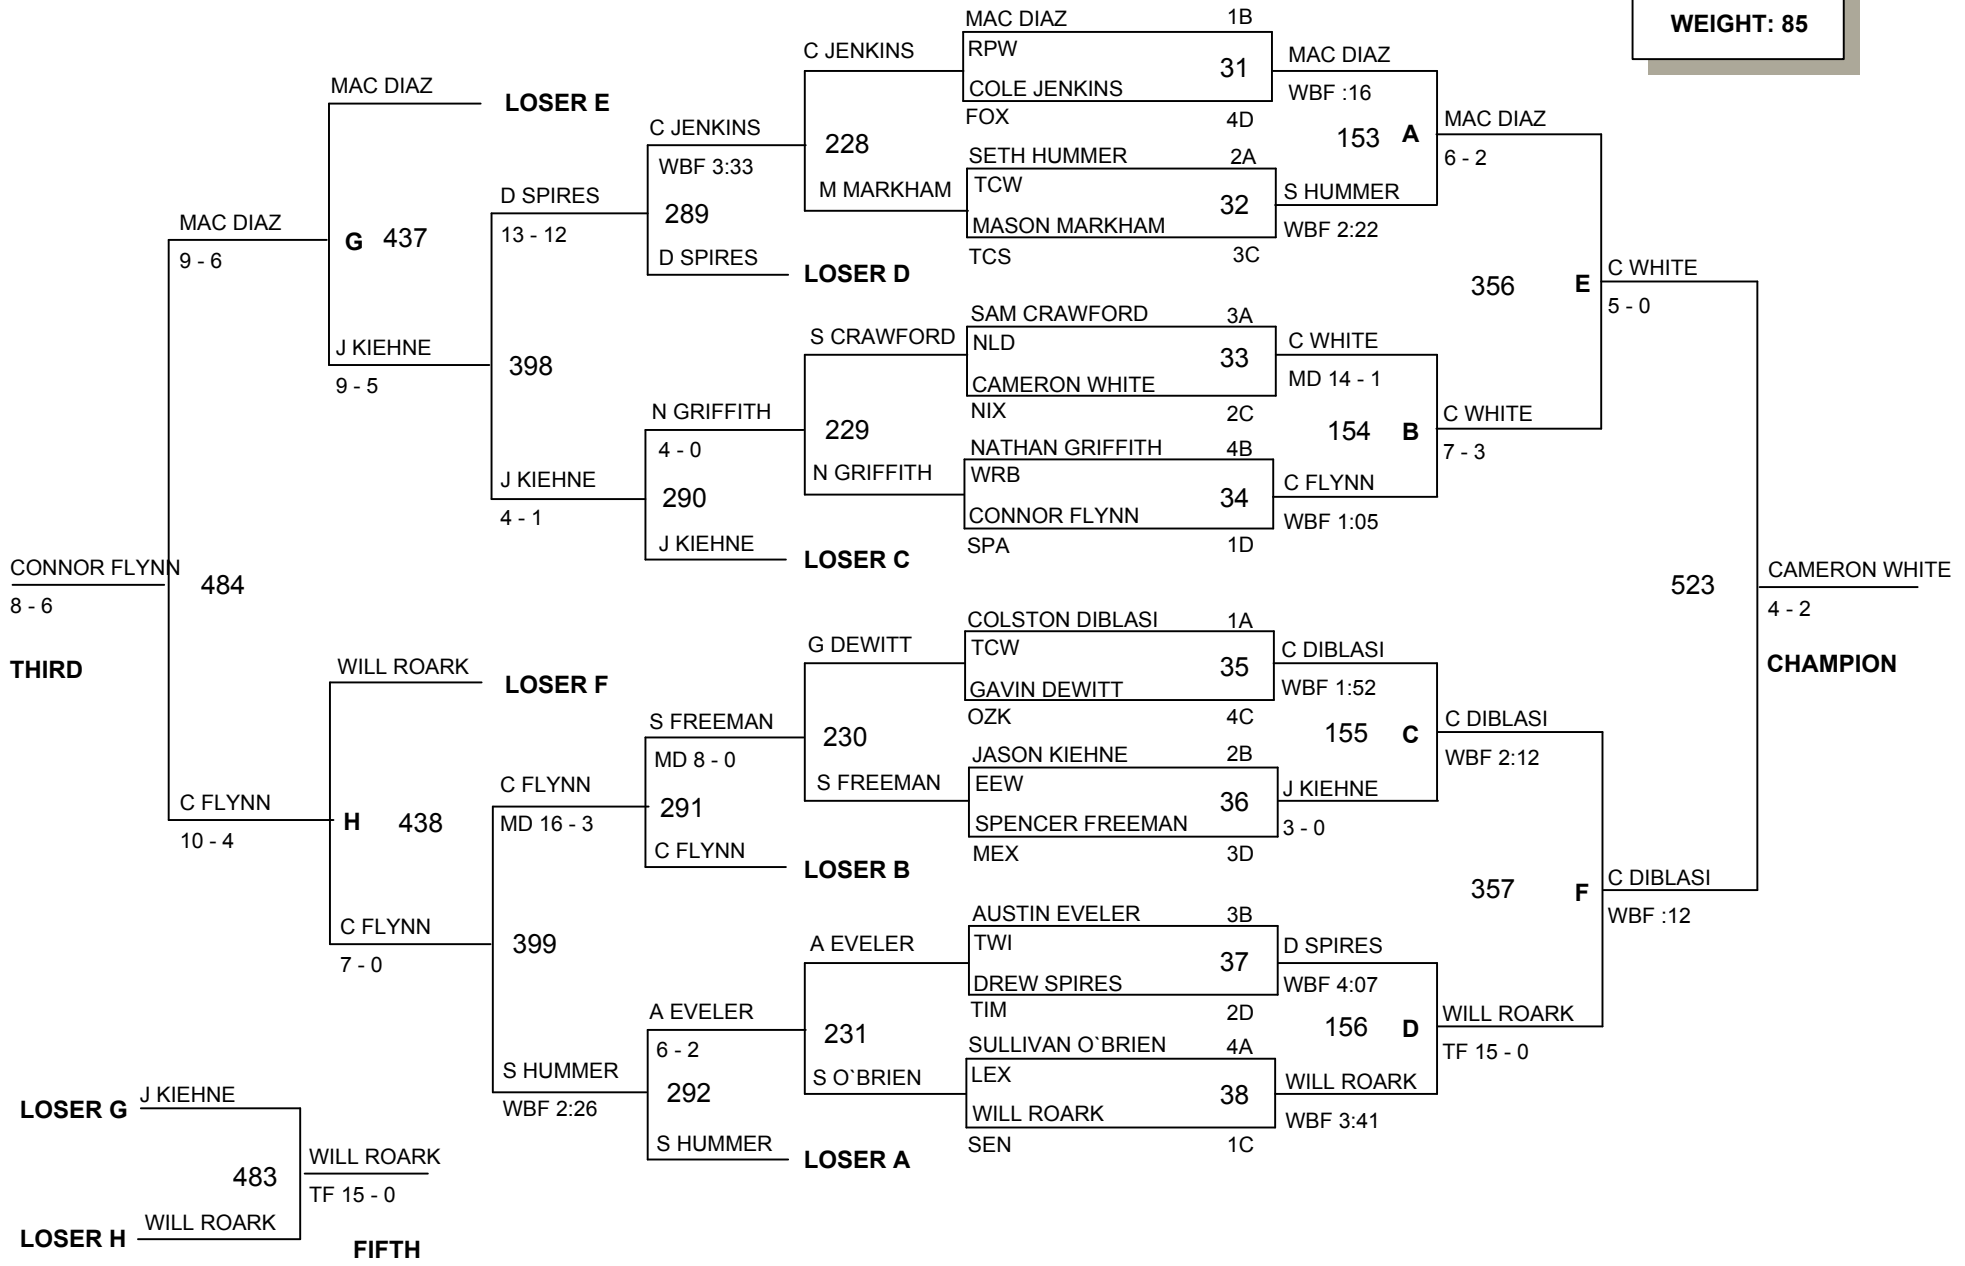 WEIGHT: 85
MAC DIAZ 1B
RPW
31
COLE JENKINS
FOX 4D
SETH HUMMER 2A
TCW
32
MASON MARKHAM
TCS 3C
SAM CRAWFORD 3A
NLD
33
CAMERON WHITE
NIX 2C
NATHAN GRIFFITH 4B
WRB
34
CONNOR FLYNN
SPA 1D
COLSTON DIBLASI 1A
TCW
35
GAVIN DEWITT
OZK 4C
JASON KIEHNE 2B
EEW
36
SPENCER FREEMAN
MEX 3D
AUSTIN EVELER 3B
TWI
37
DREW SPIRES
TIM 2D
SULLIVAN O`BRIEN 4A
LEX
38
WILL ROARK
SEN 1C
MAC DIAZ
WBF :16
153 A
S HUMMER
WBF 2:22
C WHITE
MD 14 - 1
154 B
C FLYNN
WBF 1:05
C DIBLASI
WBF 1:52
155 C
J KIEHNE
3 - 0
D SPIRES
WBF 4:07
156 D
WILL ROARK
WBF 3:41
MAC DIAZ
6 - 2
356 E
C WHITE
7 - 3
C DIBLASI
WBF 2:12
357 F
WILL ROARK
TF 15 - 0
C WHITE
5 - 0
523
C DIBLASI
WBF :12
CAMERON WHITE
4 - 2
CHAMPION
C JENKINS
228
M MARKHAM
S CRAWFORD
229
N GRIFFITH
G DEWITT
230
S FREEMAN
A EVELER
231
S O`BRIEN
C JENKINS
WBF 3:33
289
D SPIRES
LOSER D
N GRIFFITH
4 - 0
290
J KIEHNE
LOSER C
S FREEMAN
MD 8 - 0
291
C FLYNN
LOSER B
A EVELER
6 - 2
292
S HUMMER
LOSER A
D SPIRES
13 - 12
398
J KIEHNE
4 - 1
C FLYNN
MD 16 - 3
399
S HUMMER
WBF 2:26
MAC DIAZ
LOSER E
G 437
J KIEHNE
9 - 5
WILL ROARK
LOSER F
H 438
C FLYNN
7 - 0
MAC DIAZ
9 - 6
484
C FLYNN
10 - 4
CONNOR FLYNN
8 - 6
THIRD
LOSER G J KIEHNE
483
LOSER H WILL ROARK
WILL ROARK
TF 15 - 0
FIFTH